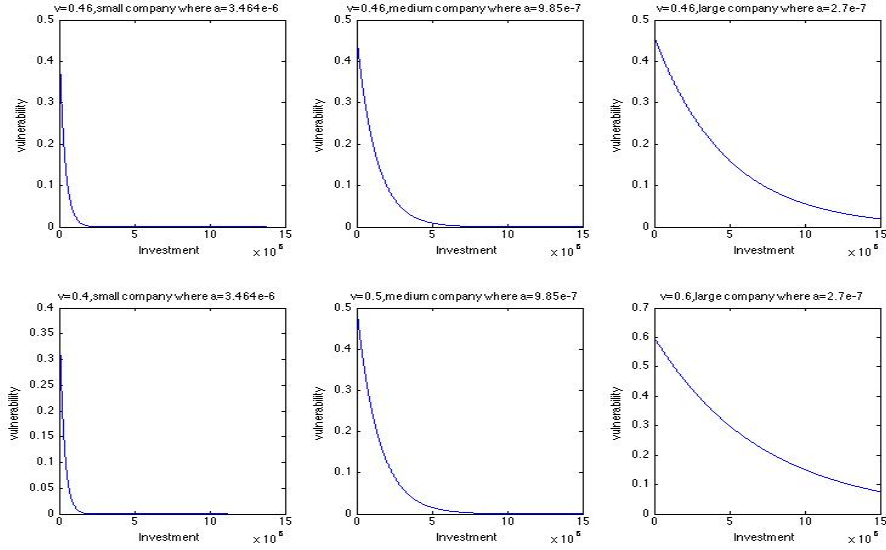 v=0.46,small company where a=3.464e-6
0.5
0.4
0.3
0.2
0.1
0
vulnerability
0
5
10
15
Investment
× 10 6
v=0.46,medium company where a=9.85e-7
0.5
0.4
0.3
0.2
0.1
0
vulnerability
0
5
10
15
Investment
× 10 6
v=0.46,large company where a=2.7e-7
0.5
0.4
0.3
0.2
0.1
0
vulnerability
0
5
10
15
Investment
× 10 6
v=0.4,small company where a=3.464e-6
0.4
0.35
0.3
0.25
0.2
0.15
0.1
0.05
0
vulnerability
0
5
10
15
Investment
× 10 6
v=0.5,medium company where a=9.85e-7
0.5
0.4
0.3
0.2
0.1
0
vulnerability
0
5
10
15
Investment
× 10 6
v=0.6,large company where a=2.7e-7
0.7
0.6
0.5
0.4
0.3
0.2
0.1
0
vulnerability
0
5
10
15
Investment
× 10 6